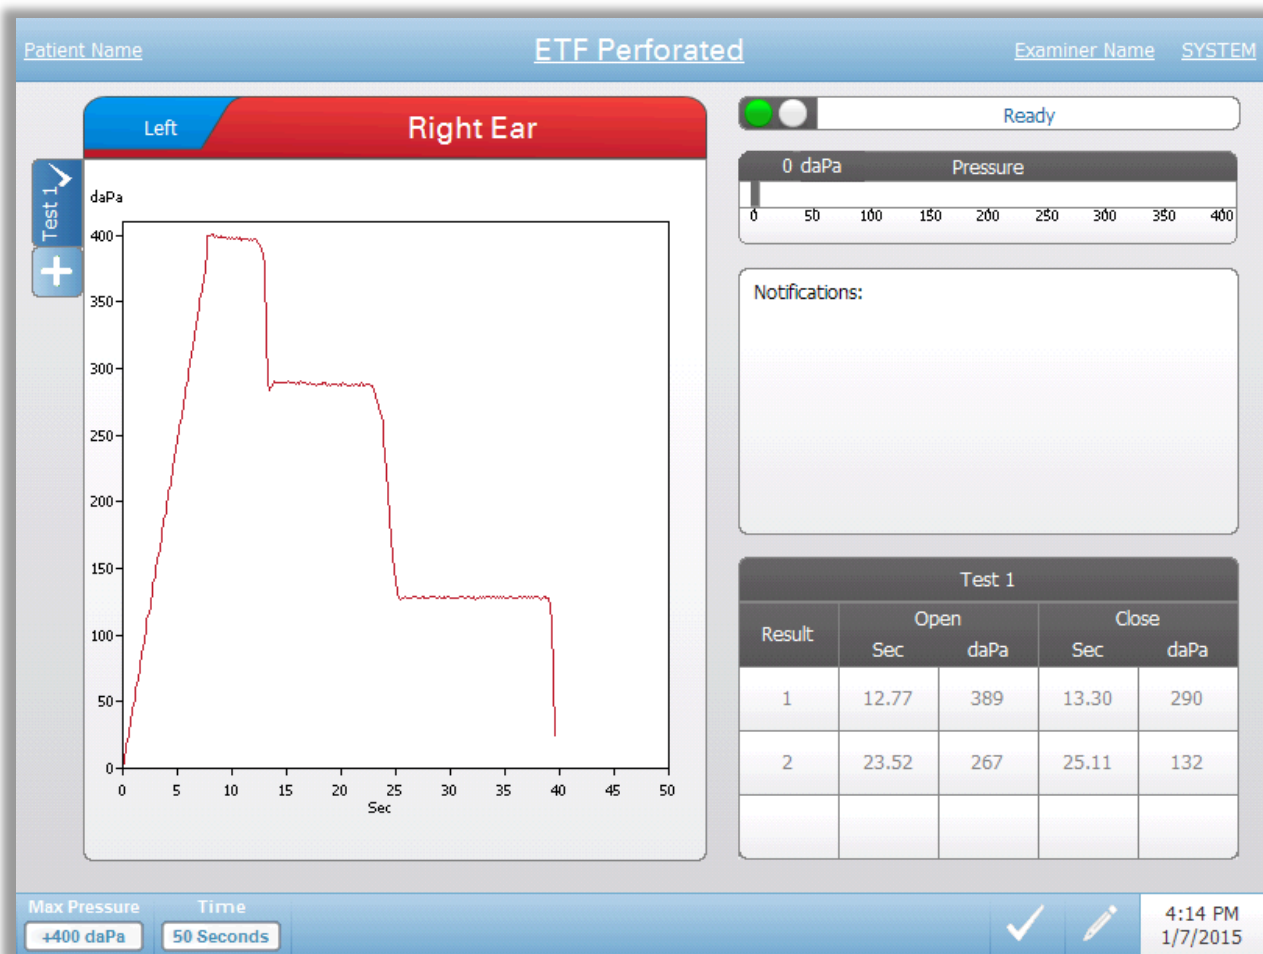 Patient Name ETF Perforated Examiner Name SYSTEM
Left Right Ear
Test 1
daPa
400
350
300
250
200
150
100
50
0
0 5 10 15 20 25 30 35 40 45 50
Sec
Ready
0 daPa Pressure
0 50 100 150 200 250 300 350 400
Notifications:
Test 1
Result Open Close
Sec daPa Sec daPa
1 12.77 389 13.30 290
2 23.52 267 25.11 132
Max Pressure Time
+400 daPa 50 Seconds
4:14 PM
1/7/2015